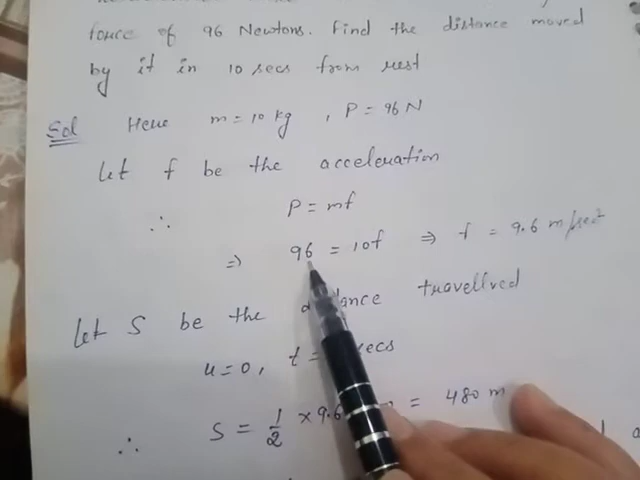 force of 96 Newtons. Find the distance moved
by it in 10 secs from rest
Sol Here m = 10 kg , P = 96 N
Let f be the acceleration
∴ P = mf
⇒ 96 = 10f ⇒ f = 9.6 m/sec²
Let S be the distance travelled
u = 0, t = secs
∴ S = 1/2 × 9.6 = 480 m